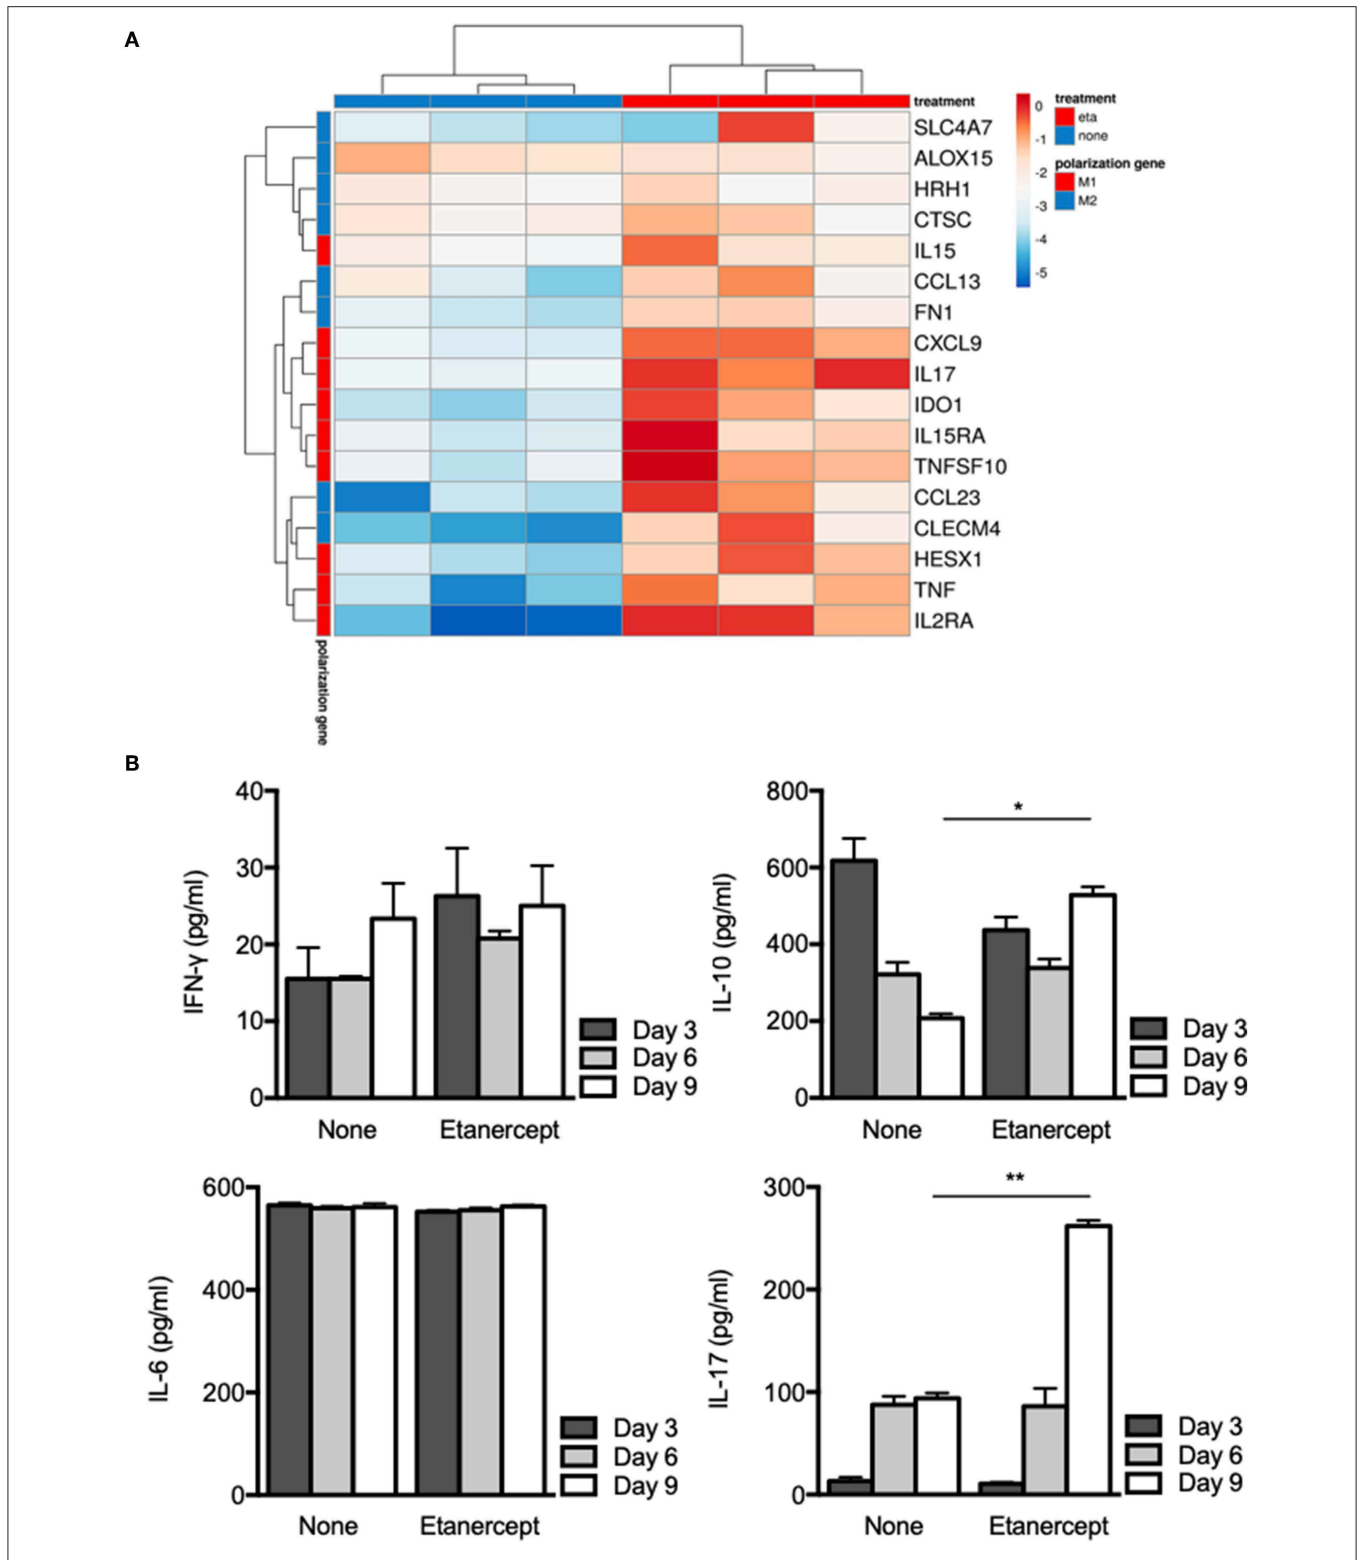 A
treatment
SLC4A7
ALOX15
HRH1
CTSC
IL15
CCL13
FN1
CXCL9
IL17
IDO1
IL15RA
TNFSF10
CCL23
CLECM4
HESX1
TNF
IL2RA
0
-1
-2
-3
-4
-5
treatment
eta
none
polarization gene
M1
M2
polarization gene
B
40
30
20
10
0
IFN-γ (pg/ml)
None Etanercept
Day 3
Day 6
Day 9
800
600
400
200
0
IL-10 (pg/ml)
*
None Etanercept
Day 3
Day 6
Day 9
600
400
200
0
IL-6 (pg/ml)
None Etanercept
Day 3
Day 6
Day 9
300
200
100
0
IL-17 (pg/ml)
**
None Etanercept
Day 3
Day 6
Day 9